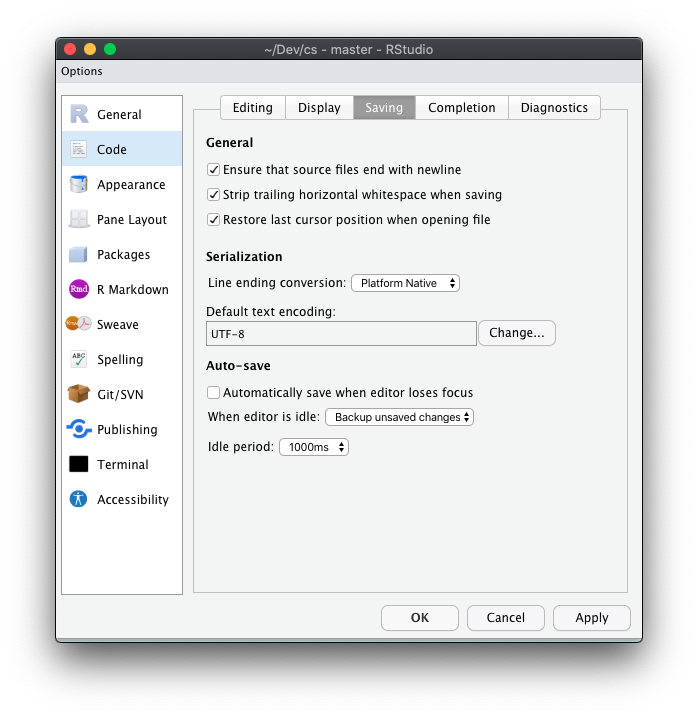 ~/Dev/cs - master - RStudio
Options
General
Code
Appearance
Pane Layout
Packages
R Markdown
Sweave
Spelling
Git/SVN
Publishing
Terminal
Accessibility
Editing Display Saving Completion Diagnostics
General
Ensure that source files end with newline
Strip trailing horizontal whitespace when saving
Restore last cursor position when opening file
Serialization
Line ending conversion: Platform Native
Default text encoding:
UTF-8 Change...
Auto-save
Automatically save when editor loses focus
When editor is idle: Backup unsaved changes
Idle period: 1000ms
OK Cancel Apply